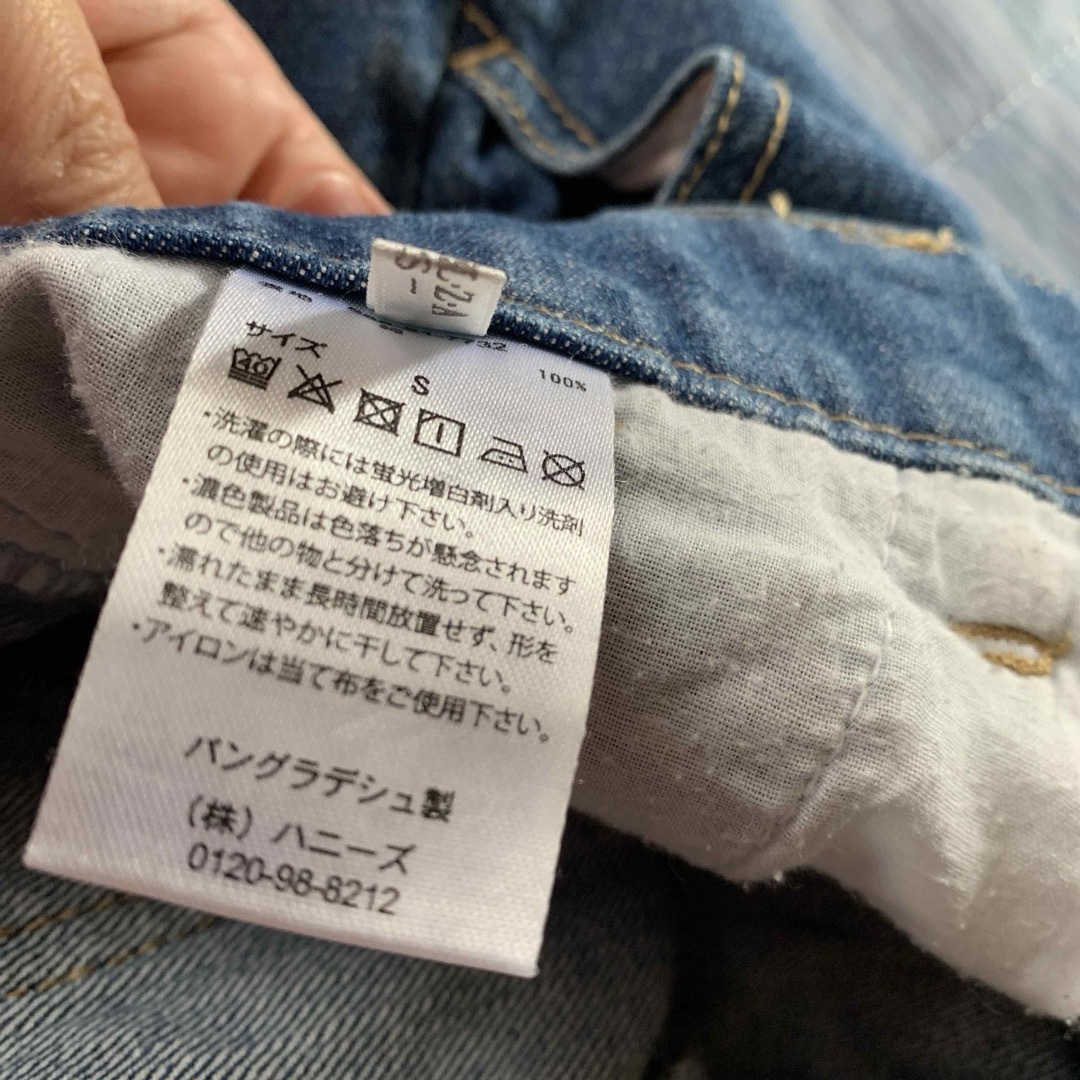 サイズ
S
100%
40
・洗濯の際には蛍光増白剤入り洗剤
の使用はお避け下さい。
・濃色製品は色落ちが懸念されます
ので他の物と分けて洗って下さい。
・濡れたまま長時間放置せず、形を
整えて速やかに干して下さい。
・アイロンは当て布をご使用下さい。
バングラデシュ製
（株）ハニーズ
0120-98-8212